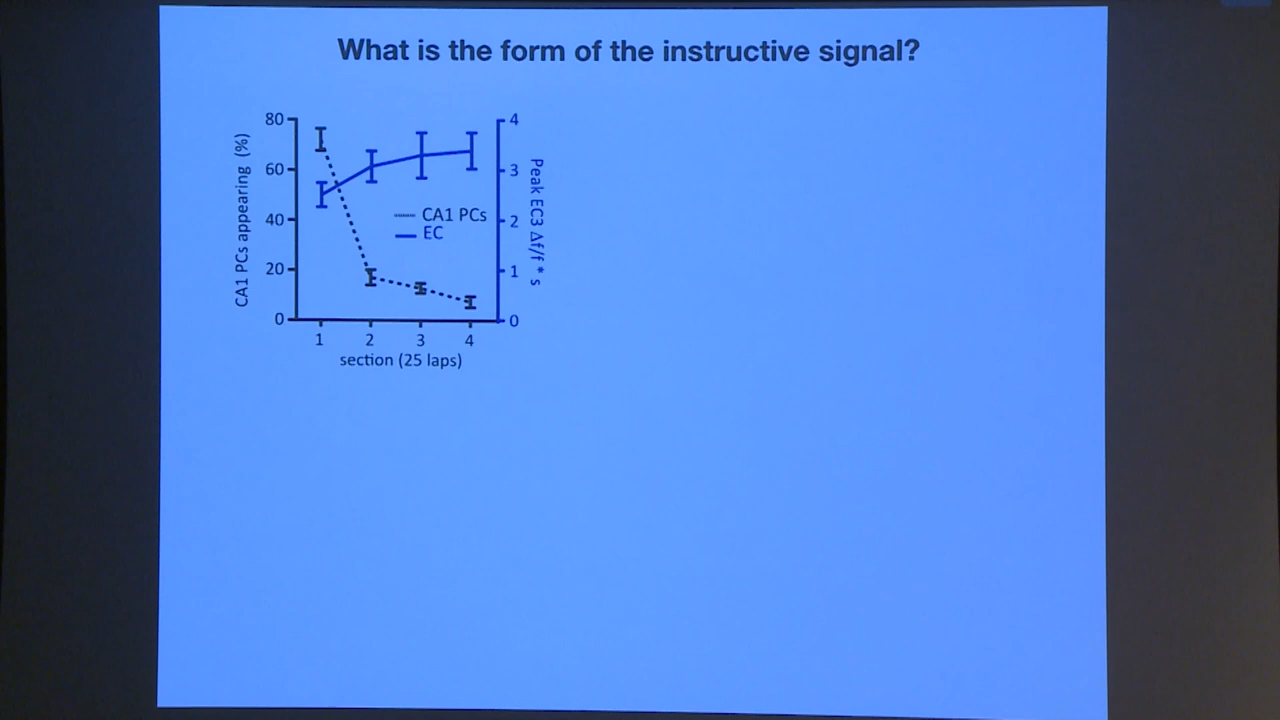 What is the form of the instructive signal?
80
60
40
20
0
CA1 PCs appearing (%)
4
3
2
1
0
Peak EC3 Δf/f * s
CA1 PCs
EC
1 2 3 4
section (25 laps)